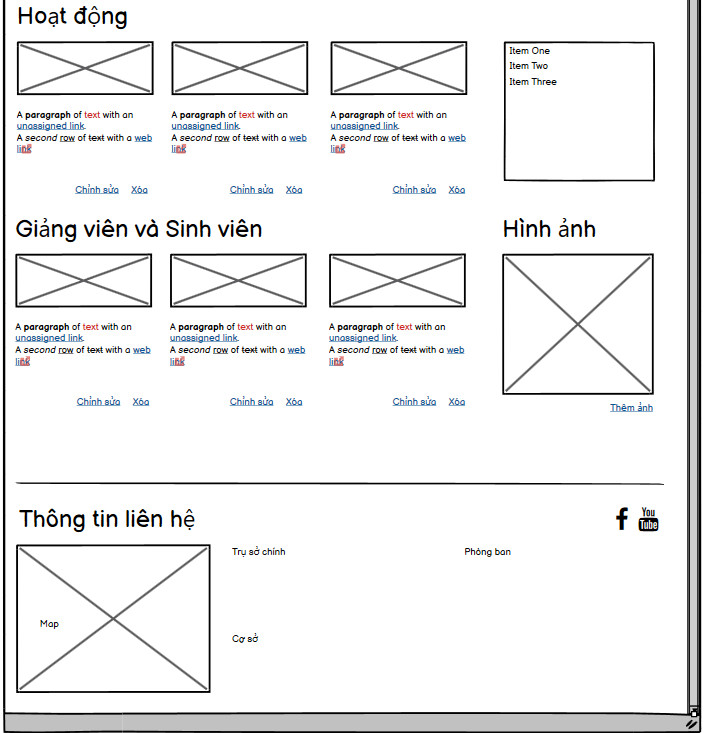 Hoạt động
A paragraph of text with an
unassigned link.
A second row of text with a web
link
Chỉnh sửa Xóa
A paragraph of text with an
unassigned link.
A second row of text with a web
link
Chỉnh sửa Xóa
A paragraph of text with an
unassigned link.
A second row of text with a web
link
Chỉnh sửa Xóa
Item One
Item Two
Item Three
Giảng viên và Sinh viên
A paragraph of text with an
unassigned link.
A second row of text with a web
link
Chỉnh sửa Xóa
A paragraph of text with an
unassigned link.
A second row of text with a web
link
Chỉnh sửa Xóa
A paragraph of text with an
unassigned link.
A second row of text with a web
link
Chỉnh sửa Xóa
Hình ảnh
Thêm ảnh
Thông tin liên hệ
f You
Tube
Map
Trụ sở chính
Cơ sở
Phòng ban